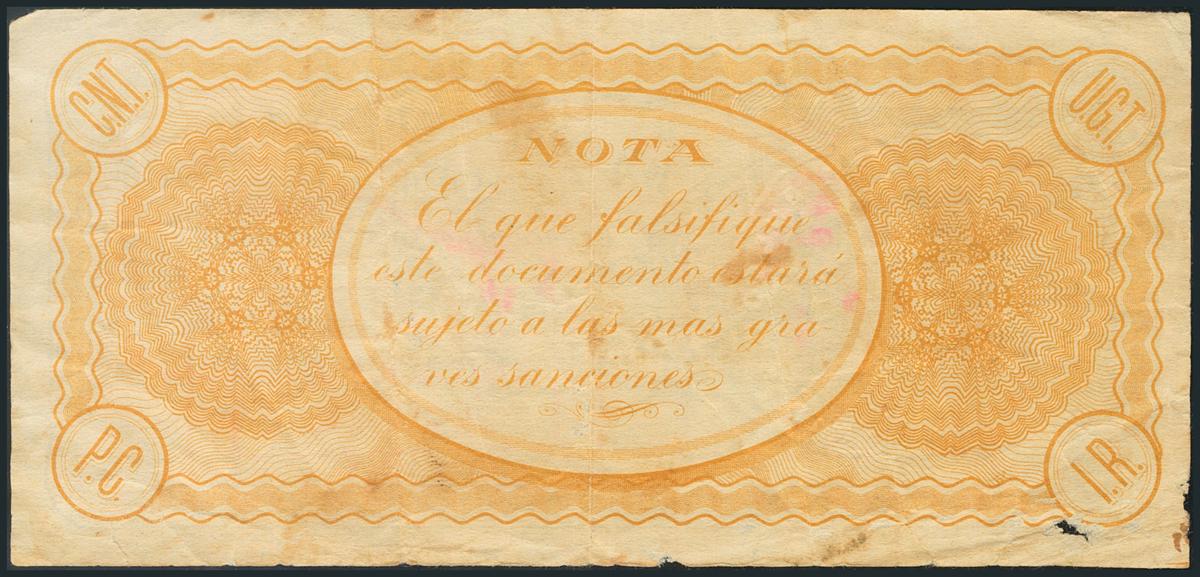 C.N.T.
U.G.T.
NOTA
El que falsifique
este documento estará
sujeto a las mas gra-
ves sanciones
P.C.
I.R.